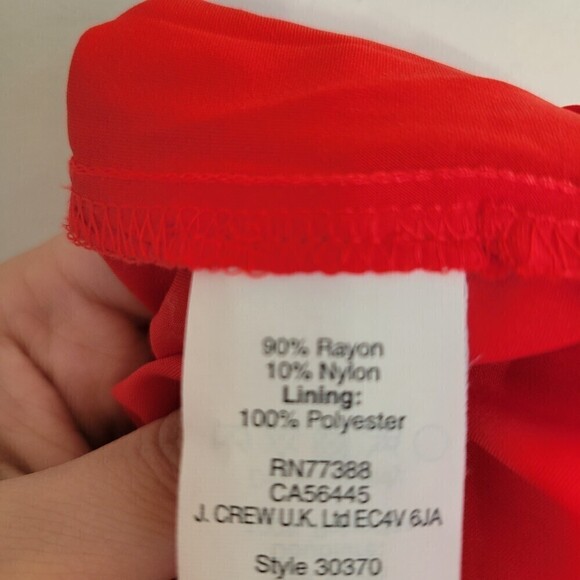 90% Rayon
10% Nylon
Lining:
100% Polyester
RN77388
CA56445
J. CREW U.K. Ltd EC4V 6JA
Style 30370